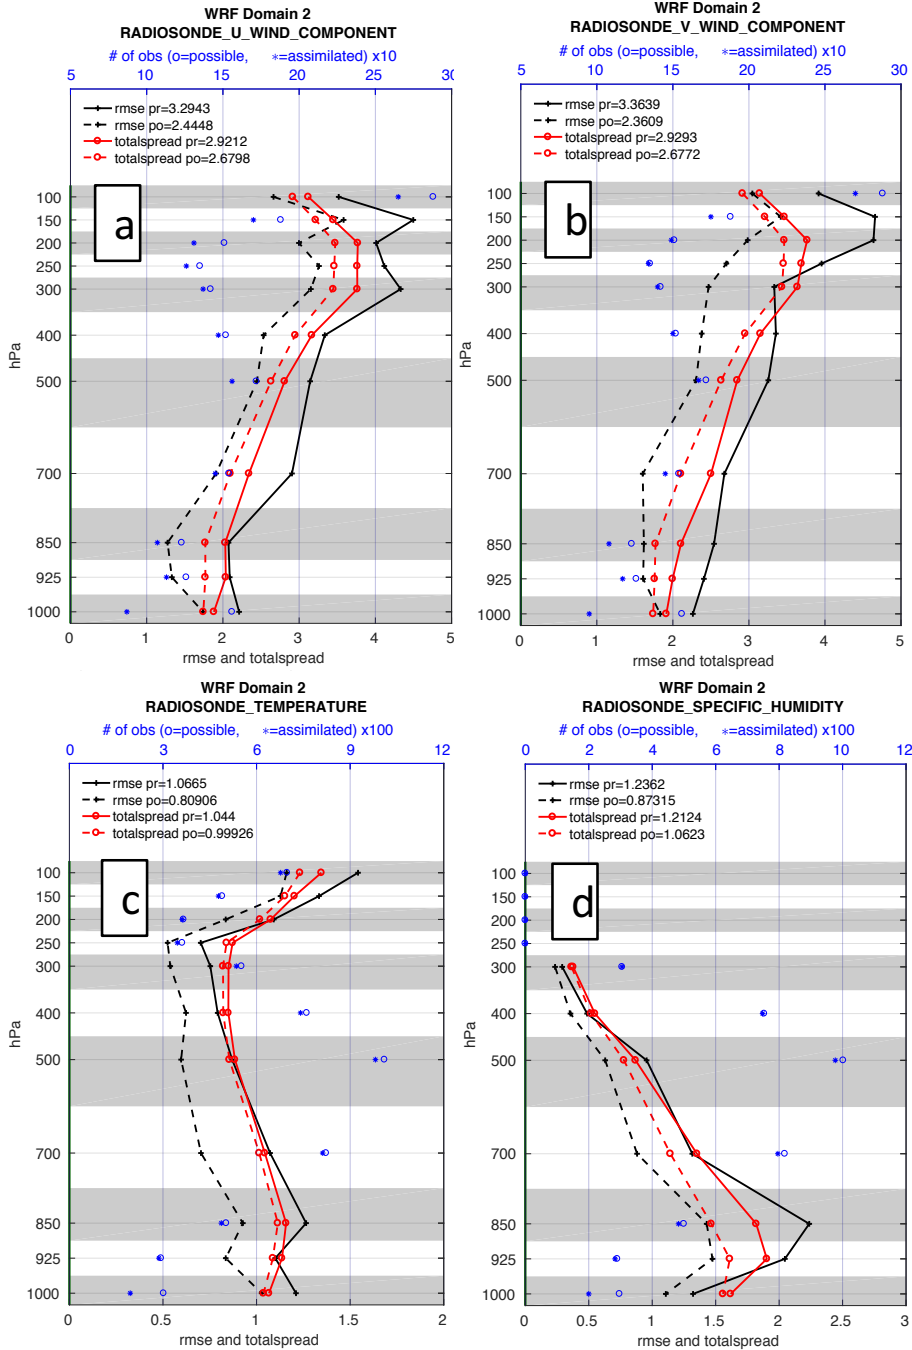 WRF Domain 2
RADIOSONDE_U_WIND_COMPONENT
# of obs (o=possible, *=assimilated) x10
5 10 15 20 25 30
rmse pr=3.2943
rmse po=2.4448
totalspread pr=2.9212
totalspread po=2.6798
a
hPa
100
150
200
250
300
400
500
700
850
925
1000
0 1 2 3 4 5
rmse and totalspread
WRF Domain 2
RADIOSONDE_V_WIND_COMPONENT
# of obs (o=possible, *=assimilated) x10
5 10 15 20 25 30
rmse pr=3.3639
rmse po=2.3609
totalspread pr=2.9293
totalspread po=2.6772
b
hPa
100
150
200
250
300
400
500
700
850
925
1000
0 1 2 3 4 5
rmse and totalspread
WRF Domain 2
RADIOSONDE_TEMPERATURE
# of obs (o=possible, *=assimilated) x100
0 3 6 9 12
rmse pr=1.0665
rmse po=0.80906
totalspread pr=1.044
totalspread po=0.99926
c
hPa
100
150
200
250
300
400
500
700
850
925
1000
0 0.5 1 1.5 2
rmse and totalspread
WRF Domain 2
RADIOSONDE_SPECIFIC_HUMIDITY
# of obs (o=possible, *=assimilated) x100
0 2 4 6 8 10 12
rmse pr=1.2362
rmse po=0.87315
totalspread pr=1.2124
totalspread po=1.0623
d
hPa
100
150
200
250
300
400
500
700
850
925
1000
0 0.5 1 1.5 2 2.5 3
rmse and totalspread